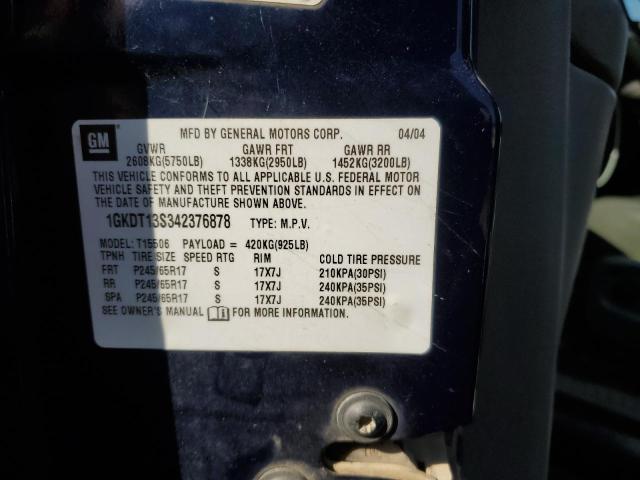 GM
MFD BY GENERAL MOTORS CORP. 04/04
GVWR GAWR FRT GAWR RR
2608KG(5750LB) 1338KG(2950LB) 1452KG(3200LB)
THIS VEHICLE CONFORMS TO ALL APPLICABLE U.S. FEDERAL MOTOR
VEHICLE SAFETY AND THEFT PREVENTION STANDARDS IN EFFECT ON
THE DATE OF MANUFACTURE SHOWN ABOVE.
1GKDT13S342376878 TYPE: M.P.V.
MODEL: T15506 PAYLOAD = 420KG(925LB)
TPNH TIRE SIZE SPEED RTG RIM COLD TIRE PRESSURE
FRT P245/65R17 S 17X7J 210KPA(30PSI)
RR P245/65R17 S 17X7J 240KPA(35PSI)
SPA P245/65R17 S 17X7J 240KPA(35PSI)
SEE OWNER'S MANUAL FOR MORE INFORMATION.